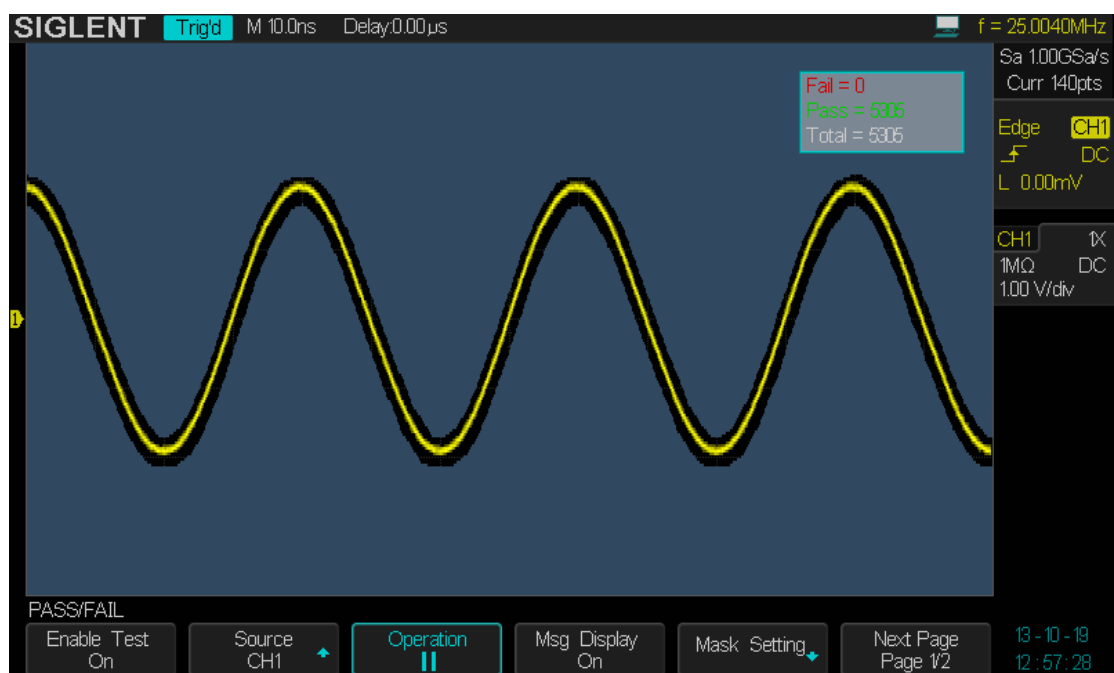 SIGLENT Trig'd M 10.0ns Delay:0.00µs f = 25.0040MHz
Sa 1.00GSa/s
Curr 140pts
Fail = 0
Pass = 5305
Total = 5305
Edge CH1
DC
L 0.00mV
CH1 1X
1MΩ DC
1.00 V/div
1
PASS/FAIL
Enable Test
On
Source
CH1
Operation
Msg Display
On
Mask Setting
Next Page
Page 1/2
13-10-19
12:57:28